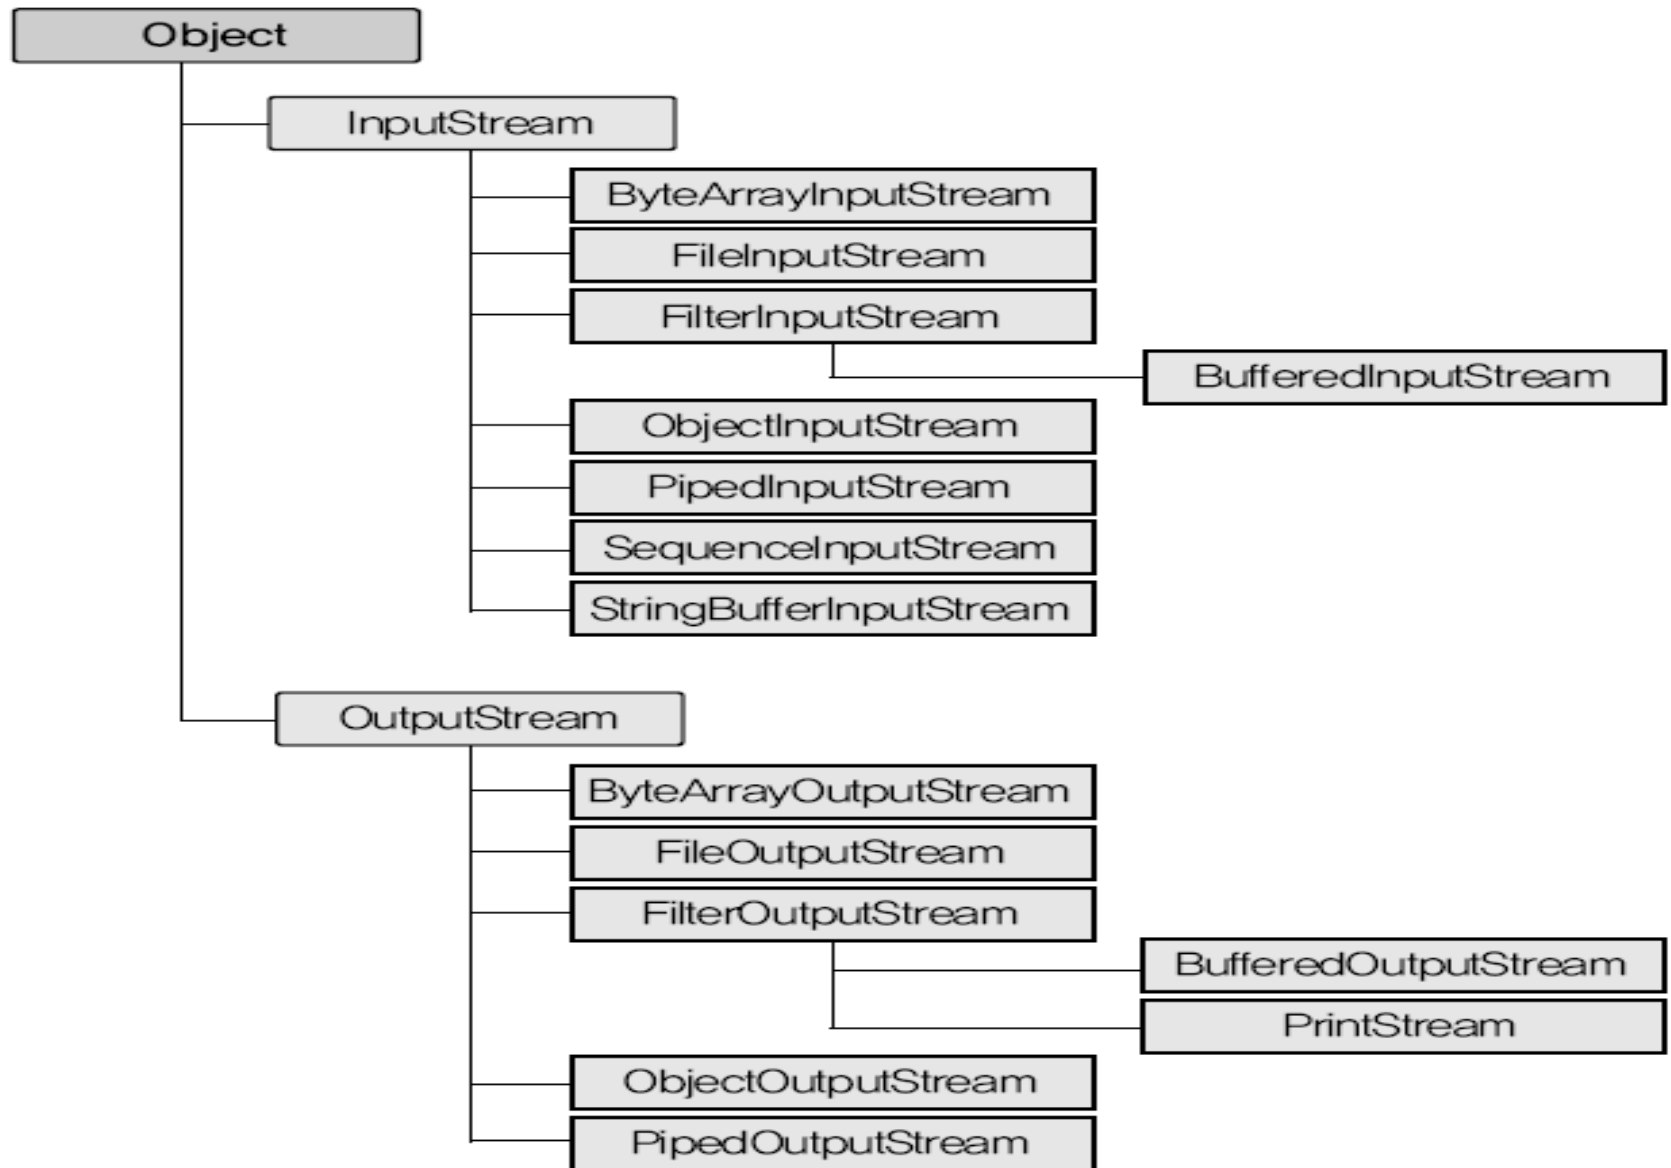 Object
InputStream
ByteArrayInputStream
FileInputStream
FilterInputStream
BufferedInputStream
ObjectInputStream
PipedInputStream
SequenceInputStream
StringBufferInputStream
OutputStream
ByteArrayOutputStream
FileOutputStream
FilterOutputStream
BufferedOutputStream
PrintStream
ObjectOutputStream
PipedOutputStream